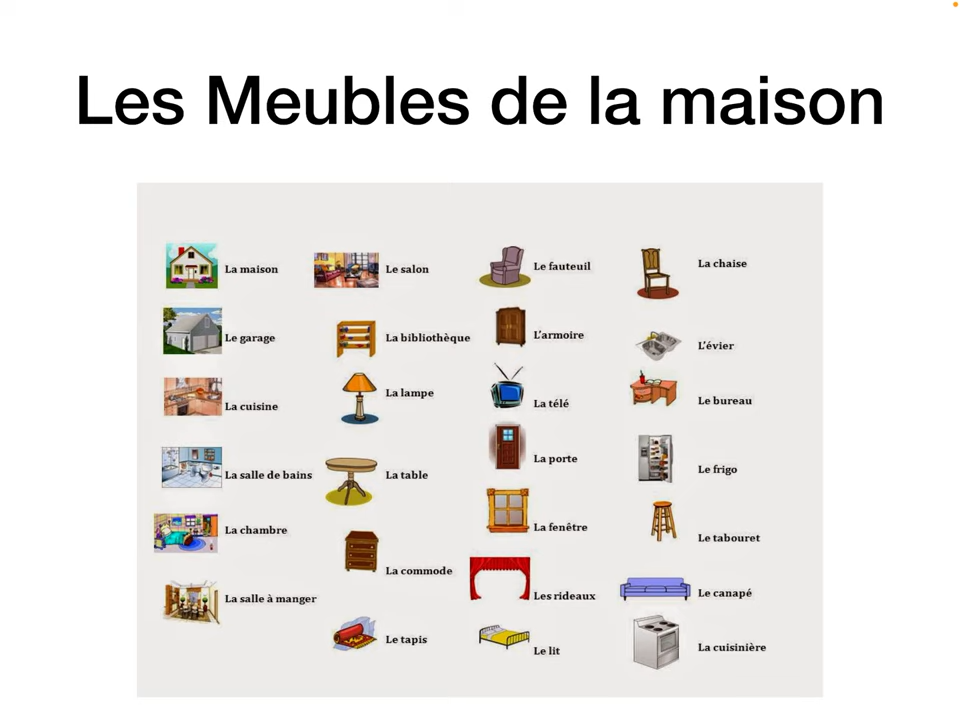 Les Meubles de la maison
La maison
Le garage
La cuisine
La salle de bains
La chambre
La salle à manger
Le salon
La bibliothèque
La lampe
La table
La commode
Le tapis
Le fauteuil
L'armoire
La télé
La porte
La fenêtre
Les rideaux
Le lit
La chaise
L'évier
Le bureau
Le frigo
Le tabouret
Le canapé
La cuisinière